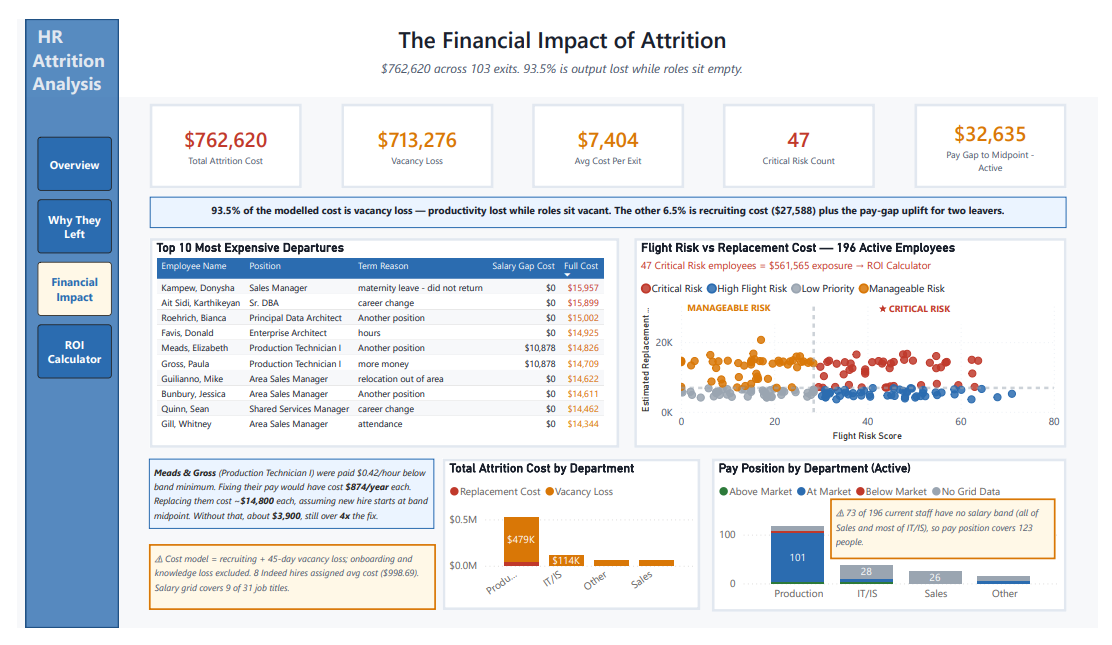 HR
Attrition
Analysis
Overview
Why They
Left
Financial
Impact
ROI
Calculator
The Financial Impact of Attrition
$762,620 across 103 exits. 93.5% is output lost while roles sit empty.
$762,620
Total Attrition Cost
$713,276
Vacancy Loss
$7,404
Avg Cost Per Exit
47
Critical Risk Count
$32,635
Pay Gap to Midpoint -
Active
93.5% of the modelled cost is vacancy loss — productivity lost while roles sit vacant. The other 6.5% is recruiting cost ($27,588) plus the pay-gap uplift for two leavers.
Top 10 Most Expensive Departures
Employee Name Position Term Reason Salary Gap Cost Full Cost
Kampew, Donysha Sales Manager maternity leave - did not return $0 $15,957
Ait Sidi, Karthikeyan Sr. DBA career change $0 $15,899
Roehrich, Bianca Principal Data Architect Another position $0 $15,002
Favis, Donald Enterprise Architect hours $0 $14,925
Meads, Elizabeth Production Technician I Another position $10,878 $14,826
Gross, Paula Production Technician I more money $10,878 $14,709
Guilianno, Mike Area Sales Manager relocation out of area $0 $14,622
Bunbury, Jessica Area Sales Manager Another position $0 $14,611
Quinn, Sean Shared Services Manager career change $0 $14,462
Gill, Whitney Area Sales Manager attendance $0 $14,344
Flight Risk vs Replacement Cost — 196 Active Employees
47 Critical Risk employees = $561,565 exposure → ROI Calculator
Critical Risk High Flight Risk Low Priority Manageable Risk
MANAGEABLE RISK ★ CRITICAL RISK
Estimated Replacement...
20K
0K
0 20 40 60 80
Flight Risk Score
Meads & Gross (Production Technician I) were paid $0.42/hour below
band minimum. Fixing their pay would have cost $874/year each.
Replacing them cost ~$14,800 each, assuming new hire starts at band
midpoint. Without that, about $3,900, still over 4x the fix.
⚠ Cost model = recruiting + 45-day vacancy loss; onboarding and
knowledge loss excluded. 8 Indeed hires assigned avg cost ($998.69).
Salary grid covers 9 of 31 job titles.
Total Attrition Cost by Department
Replacement Cost Vacancy Loss
$0.5M
$0.0M
$479K
$114K
Produ... IT/IS Other Sales
Pay Position by Department (Active)
Above Market At Market Below Market No Grid Data
⚠ 73 of 196 current staff have no salary band (all of
Sales and most of IT/IS), so pay position covers 123
people.
100
0
101
28
26
Production IT/IS Sales Other